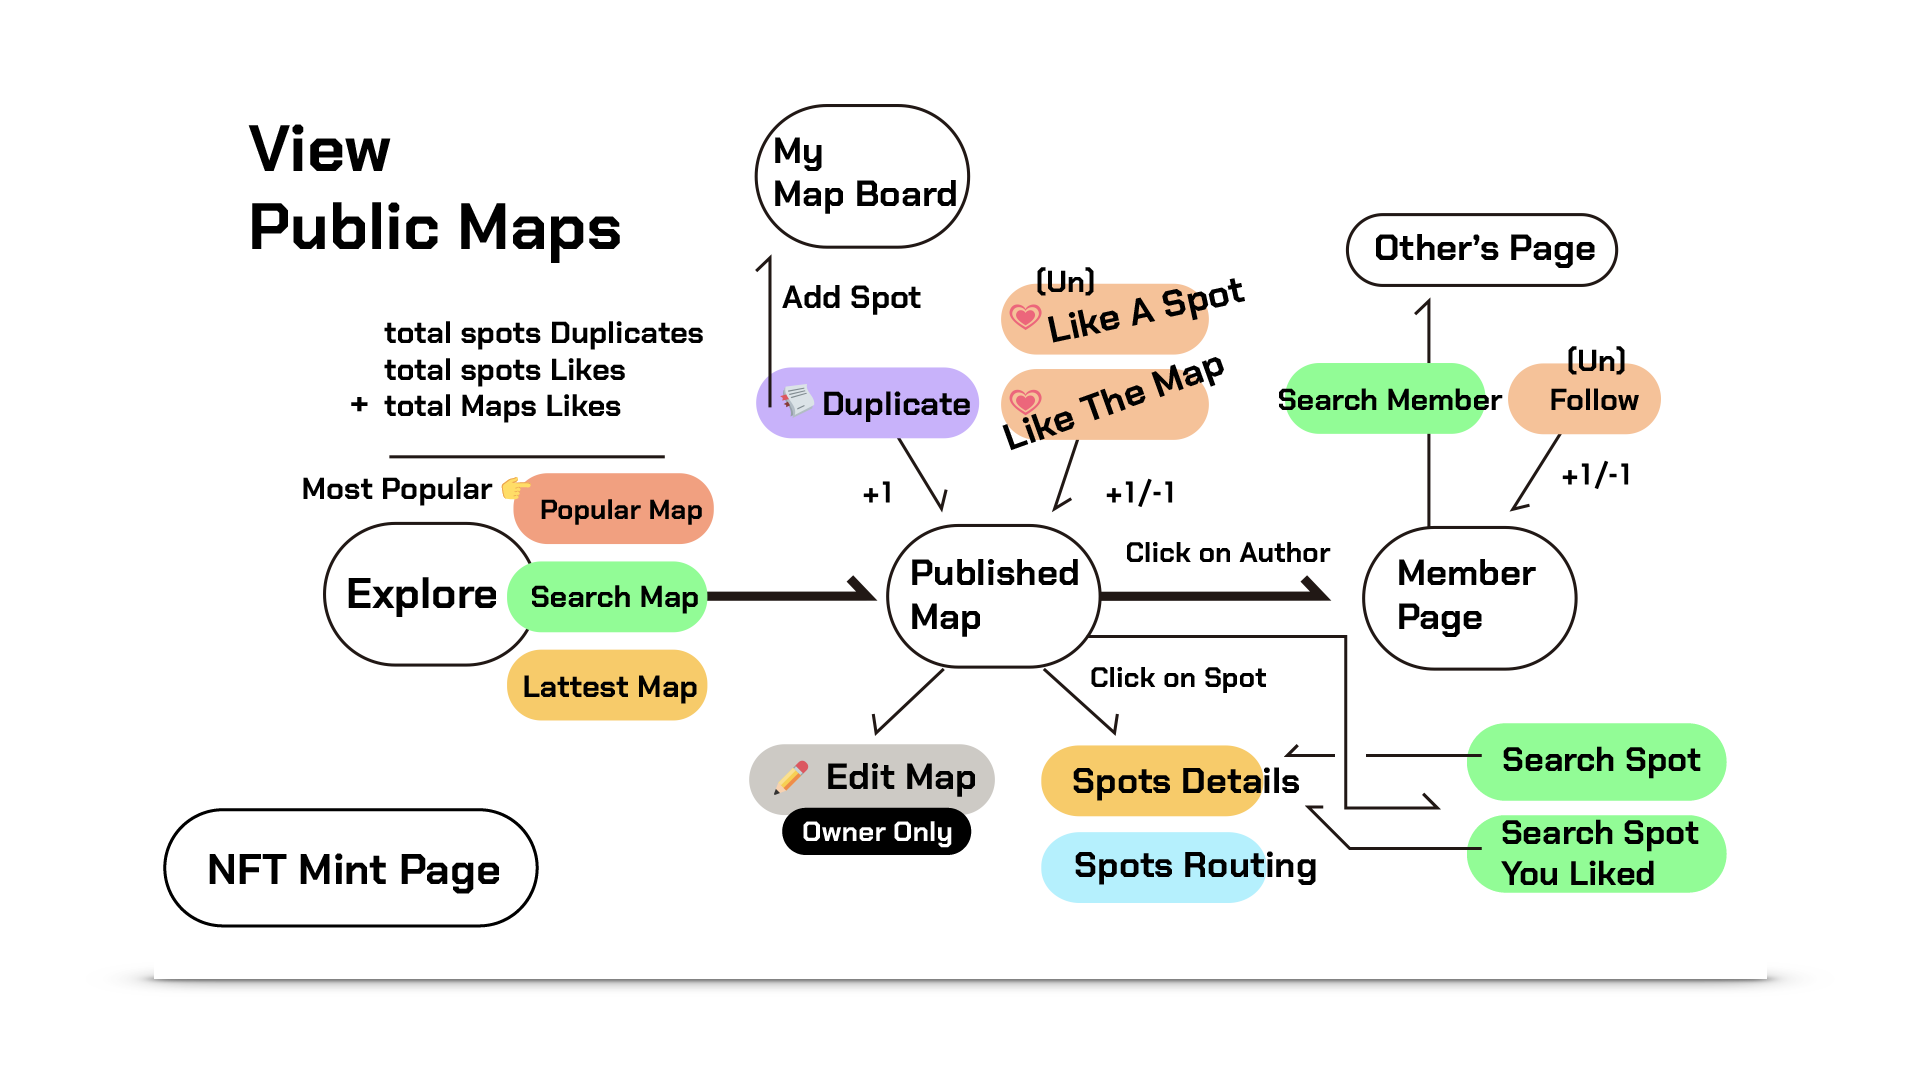 View
Public Maps
My
Map Board
Other's Page
Add Spot
(Un)
Like A Spot
total spots Duplicates
total spots Likes
+ total Maps Likes
Duplicate
Like The Map
Search Member
(Un)
Follow
+1
+1/-1
+1/-1
Most Popular
Popular Map
Explore
Search Map
Lattest Map
Published
Map
Click on Author
Member
Page
Click on Spot
Edit Map
Owner Only
Spots Details
Spots Routing
Search Spot
Search Spot
You Liked
NFT Mint Page